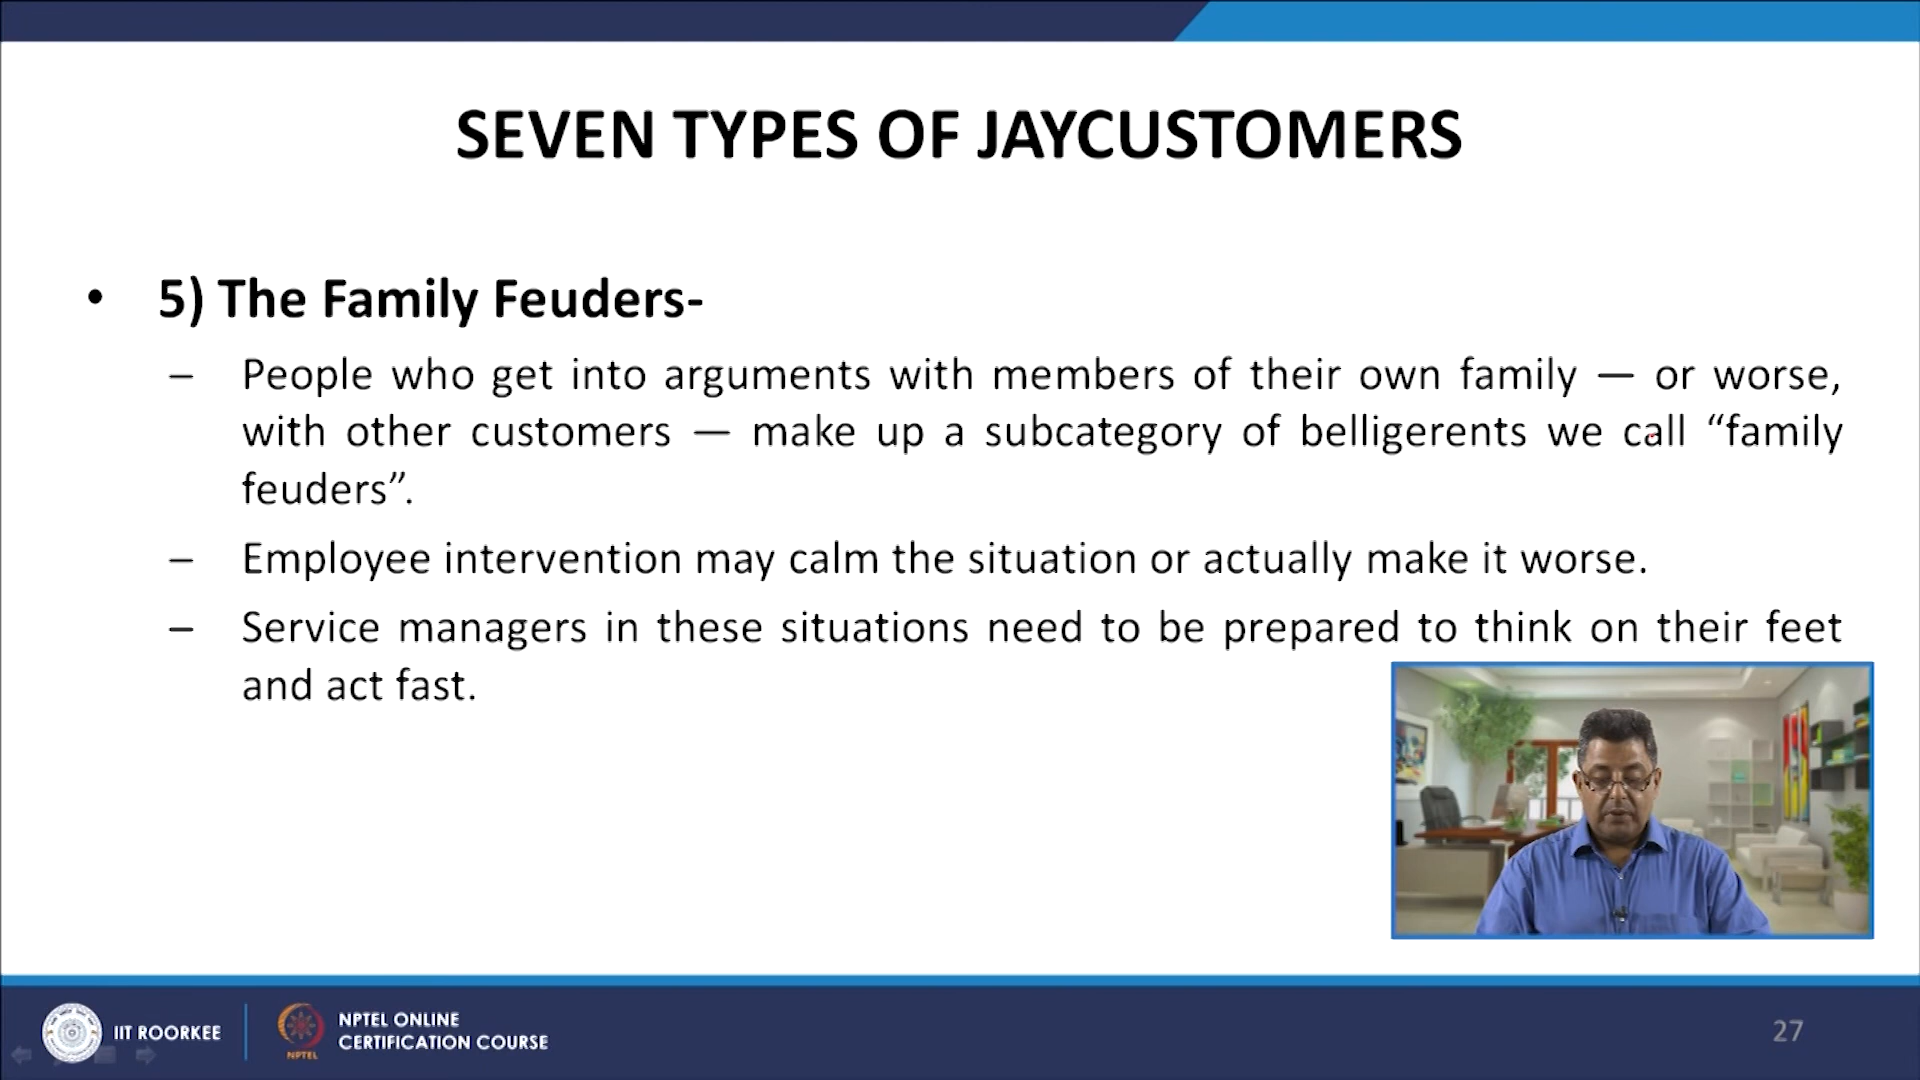 SEVEN TYPES OF JAYCUSTOMERS
• 5) The Family Feuders-
– People who get into arguments with members of their own family — or worse,
with other customers — make up a subcategory of belligerents we call “family
feuders”.
– Employee intervention may calm the situation or actually make it worse.
– Service managers in these situations need to be prepared to think on their feet
and act fast.
IIT ROORKEE
NPTEL
NPTEL ONLINE
CERTIFICATION COURSE
27